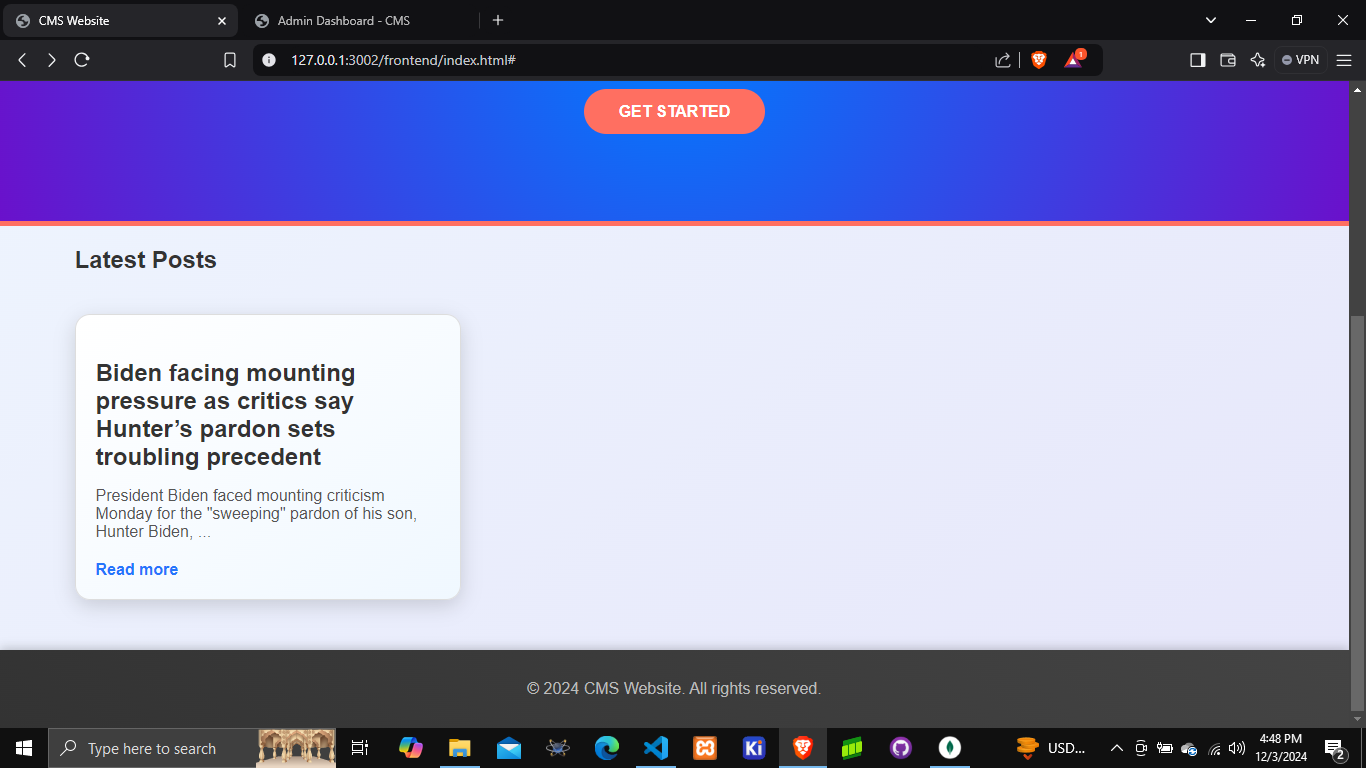 CMS Website
Admin Dashboard - CMS
127.0.0.1:3002/frontend/index.html#
1
VPN
GET STARTED
Latest Posts
Biden facing mounting
pressure as critics say
Hunter’s pardon sets
troubling precedent
President Biden faced mounting criticism
Monday for the "sweeping" pardon of his son,
Hunter Biden, ...
Read more
© 2024 CMS Website. All rights reserved.
Type here to search
Ki
USD...
4:48 PM
12/3/2024
2